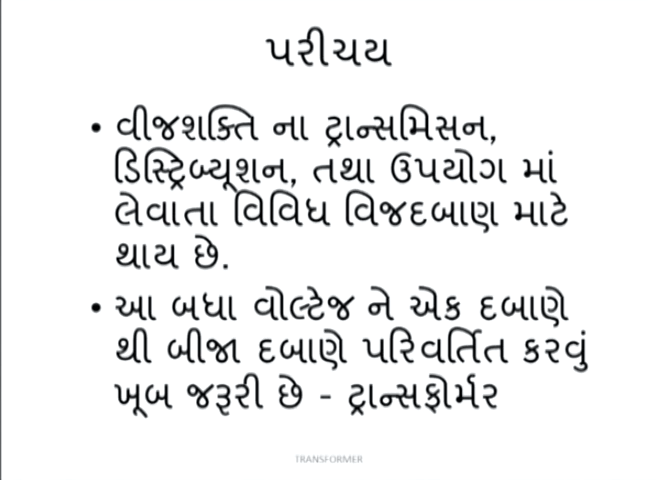 પરીચય
• વીજશક્તિ ના ટ્રાન્સમિસન,
ડિસ્ટ્રિબ્યૂશન, તથા ઉપયોગ માં
લેવાતા વિવિધ વિજદબાણ માટે
થાય છે.
• આ બધા વોલ્ટેજ ને એક દબાણે
થી બીજા દબાણે પરિવર્તિત કરવું
ખૂબ જરૂરી છે - ટ્રાન્સફોર્મર
TRANSFORMER